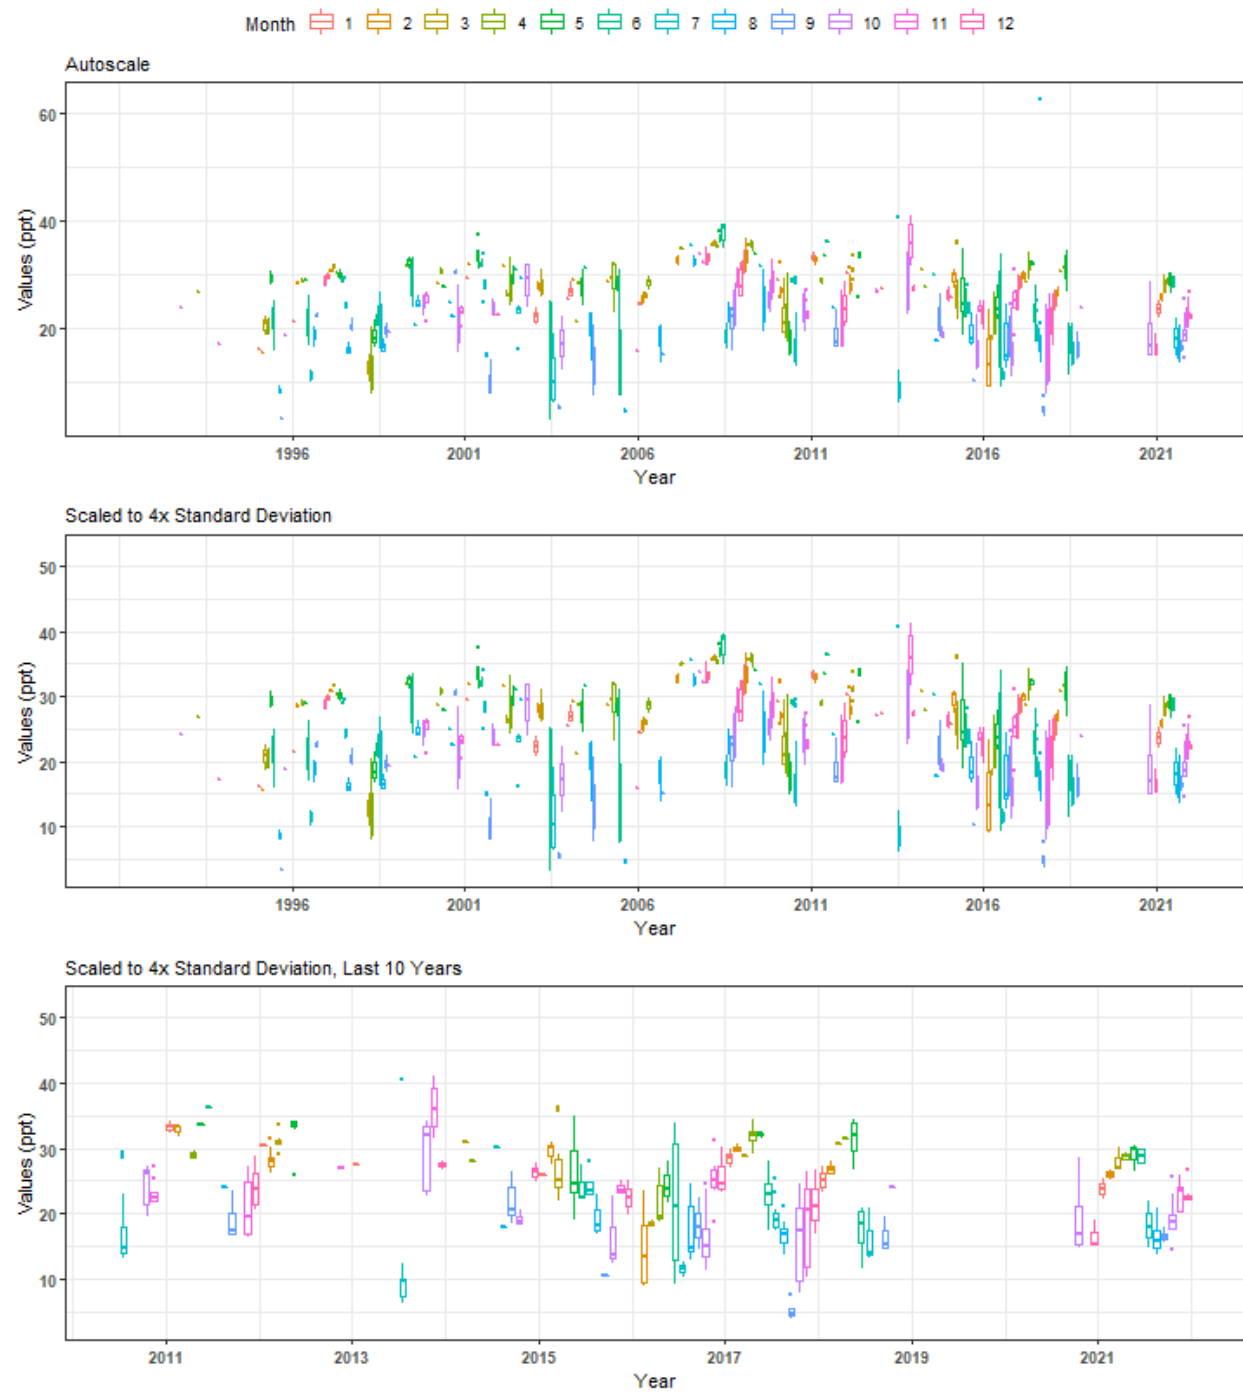 Month 1 2 3 4 5 6 7 8 9 10 11 12
Autoscale
Values (ppt)
60
40
20
1996 2001 2006 2011 2016 2021
Year
Scaled to 4x Standard Deviation
Values (ppt)
50
40
30
20
10
1996 2001 2006 2011 2016 2021
Year
Scaled to 4x Standard Deviation, Last 10 Years
Values (ppt)
50
40
30
20
10
2011 2013 2015 2017 2019 2021
Year